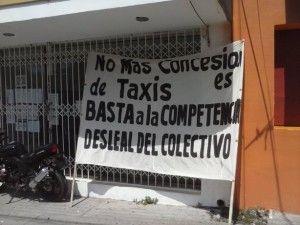 No Mas Concesion
de Taxis es
BASTA a la COMPETENCIA
DESLEAL DEL COLECTIVO